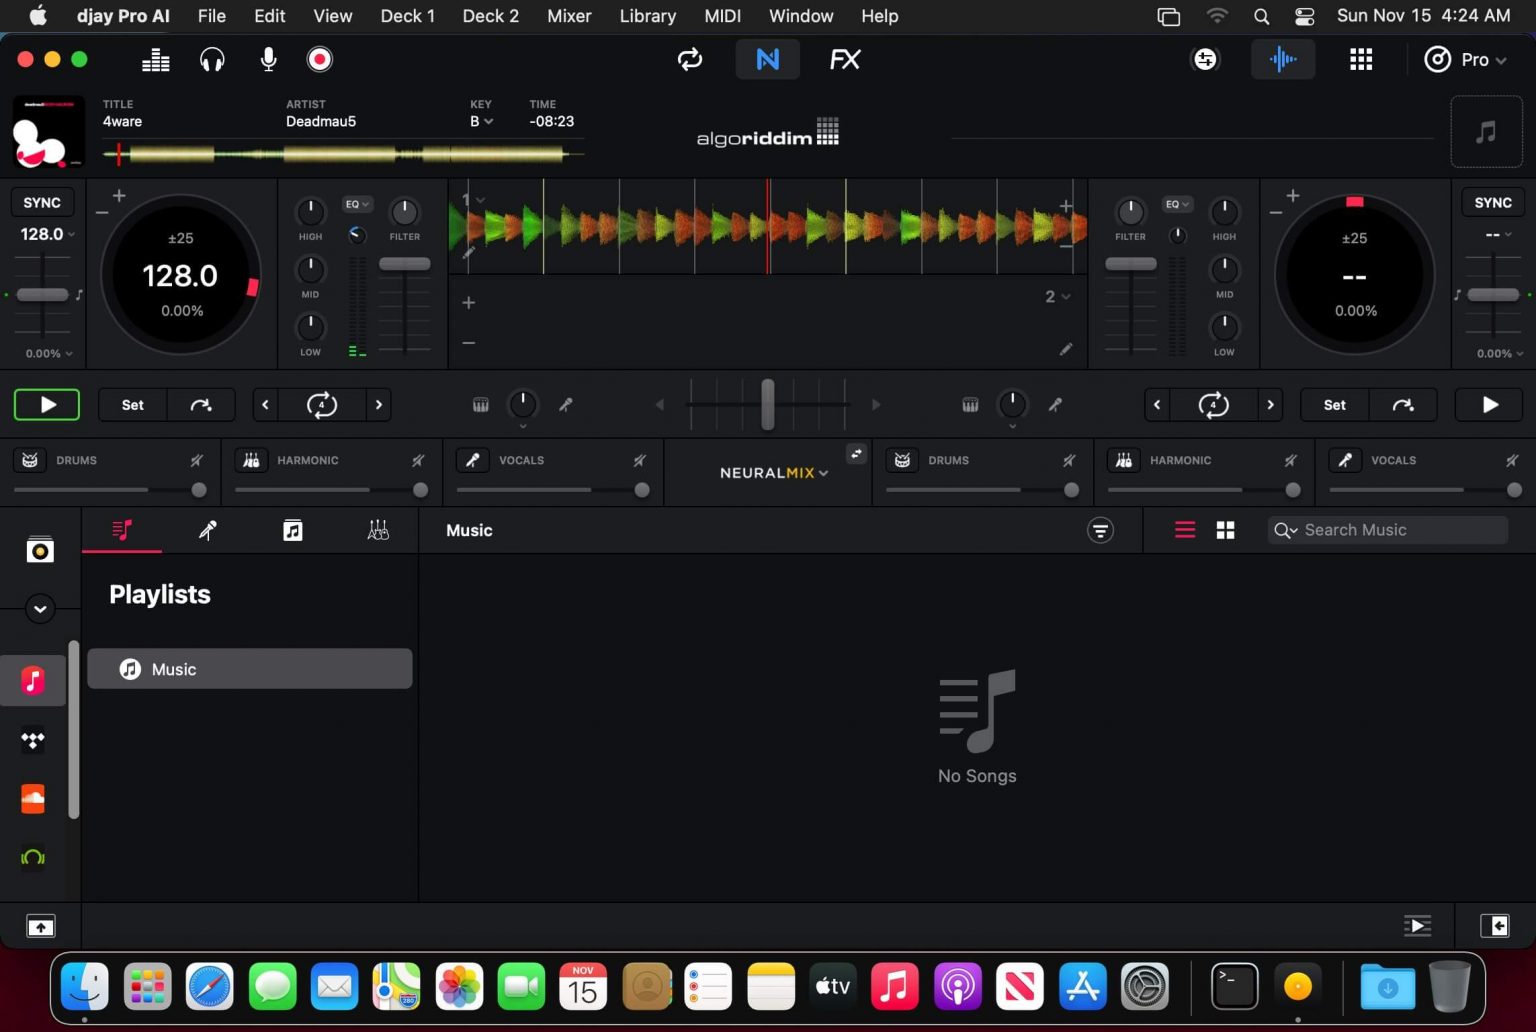 djay Pro AI File Edit View Deck 1 Deck 2 Mixer Library MIDI Window Help Sun Nov 15 4:24 AM
FX Pro
TITLE ARTIST KEY TIME
4ware Deadmau5 B -08:23
algoriddim
SYNC EQ 1 EQ SYNC
128.0 ±25 HIGH FILTER FILTER HIGH ±25 --
128.0 MID 2 MID --
0.00% 0.00%
0.00% LOW LOW 0.00%
Set 4 4 Set
DRUMS HARMONIC VOCALS NEURALMIX DRUMS HARMONIC VOCALS
Music Search Music
Playlists
Music
No Songs
NOV
15
280
tv
>_